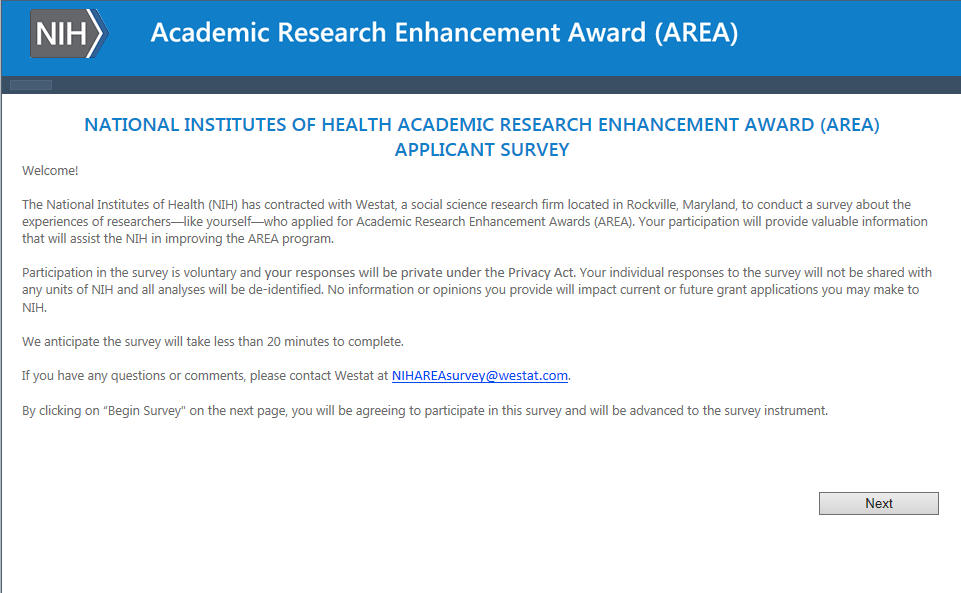 NIH
Academic Research Enhancement Award (AREA)
NATIONAL INSTITUTES OF HEALTH ACADEMIC RESEARCH ENHANCEMENT AWARD (AREA)
APPLICANT SURVEY
Welcome!
The National Institutes of Health (NIH) has contracted with Westat, a social science research firm located in Rockville, Maryland, to conduct a survey about the
experiences of researchers—like yourself—who applied for Academic Research Enhancement Awards (AREA). Your participation will provide valuable information
that will assist the NIH in improving the AREA program.
Participation in the survey is voluntary and your responses will be private under the Privacy Act. Your individual responses to the survey will not be shared with
any units of NIH and all analyses will be de-identified. No information or opinions you provide will impact current or future grant applications you may make to
NIH.
We anticipate the survey will take less than 20 minutes to complete.
If you have any questions or comments, please contact Westat at NIHAREAsurvey@westat.com.
By clicking on “Begin Survey” on the next page, you will be agreeing to participate in this survey and will be advanced to the survey instrument.
Next